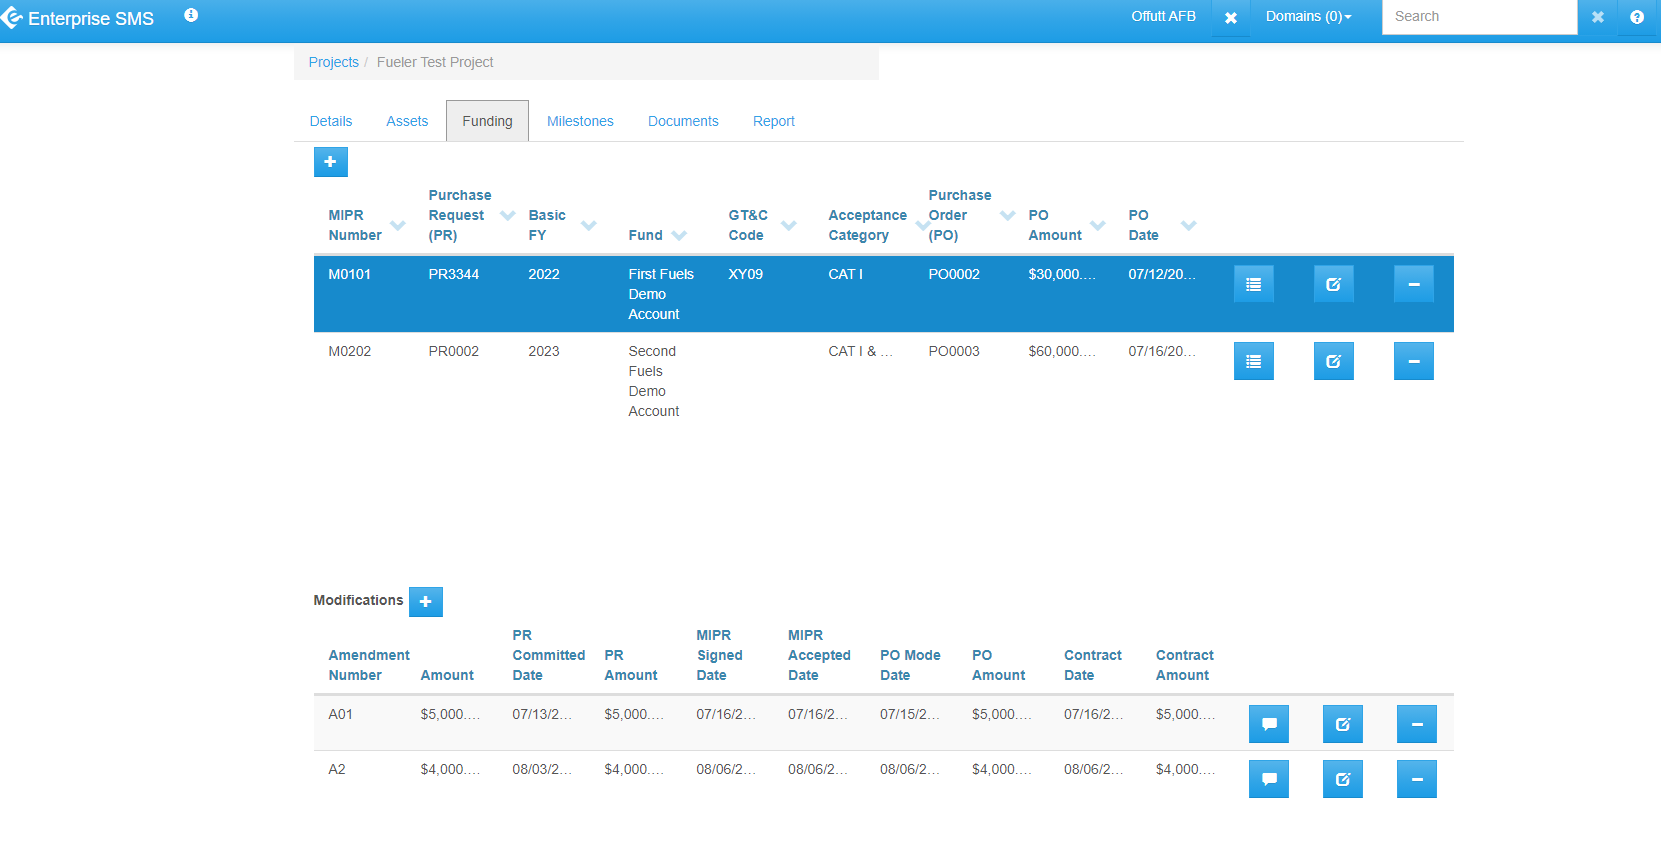 Enterprise SMS
Offutt AFB
Domains (0)
Search
Projects / Fueler Test Project
Details Assets Funding Milestones Documents Report
MIPR Number Purchase Request (PR) Basic FY Fund GT&C Code Acceptance Category Purchase Order (PO) PO Amount PO Date
M0101 PR3344 2022 First Fuels Demo Account XY09 CAT I PO0002 $30,000.... 07/12/20...
M0202 PR0002 2023 Second Fuels Demo Account CAT I & ... PO0003 $60,000.... 07/16/20...
Modifications
Amendment Number Amount PR Committed Date PR Amount MIPR Signed Date MIPR Accepted Date PO Mode Date PO Amount Contract Date Contract Amount
A01 $5,000.... 07/13/2... $5,000.... 07/16/2... 07/16/2... 07/15/2... $5,000.... 07/16/2... $5,000....
A2 $4,000.... 08/03/2... $4,000.... 08/06/2... 08/06/2... 08/06/2... $4,000.... 08/06/2... $4,000....